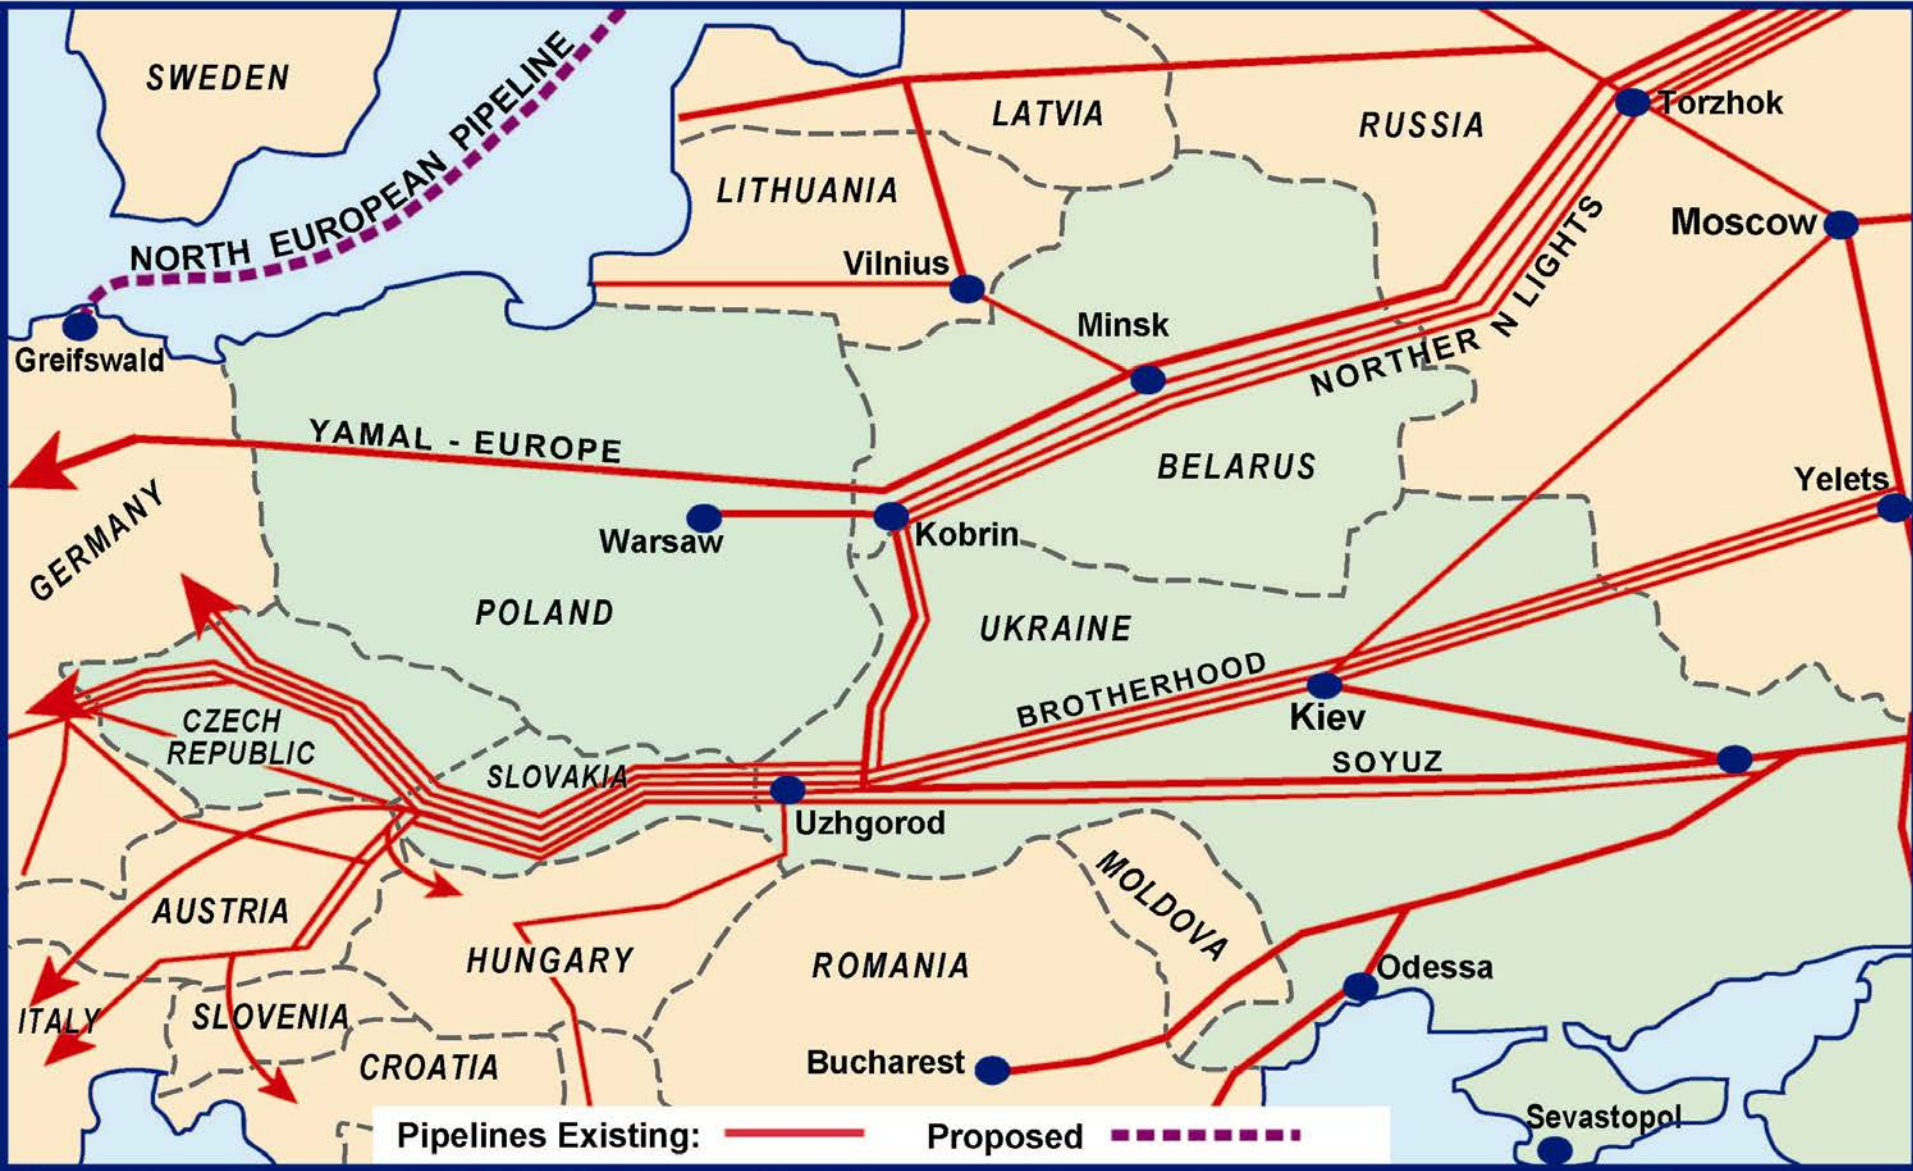 SWEDEN
NORTH EUROPEAN PIPELINE
LATVIA
RUSSIA
Torzhok
LITHUANIA
Moscow
Vilnius
NORTHER N LIGHTS
Minsk
Greifswald
YAMAL - EUROPE
BELARUS
Yelets
GERMANY
Warsaw
Kobrin
POLAND
UKRAINE
BROTHERHOOD
Kiev
CZECH
REPUBLIC
SLOVAKIA
SOYUZ
Uzhgorod
MOLDOVA
AUSTRIA
HUNGARY
ROMANIA
Odessa
ITALY
SLOVENIA
CROATIA
Bucharest
Sevastopol
Pipelines Existing:
Proposed